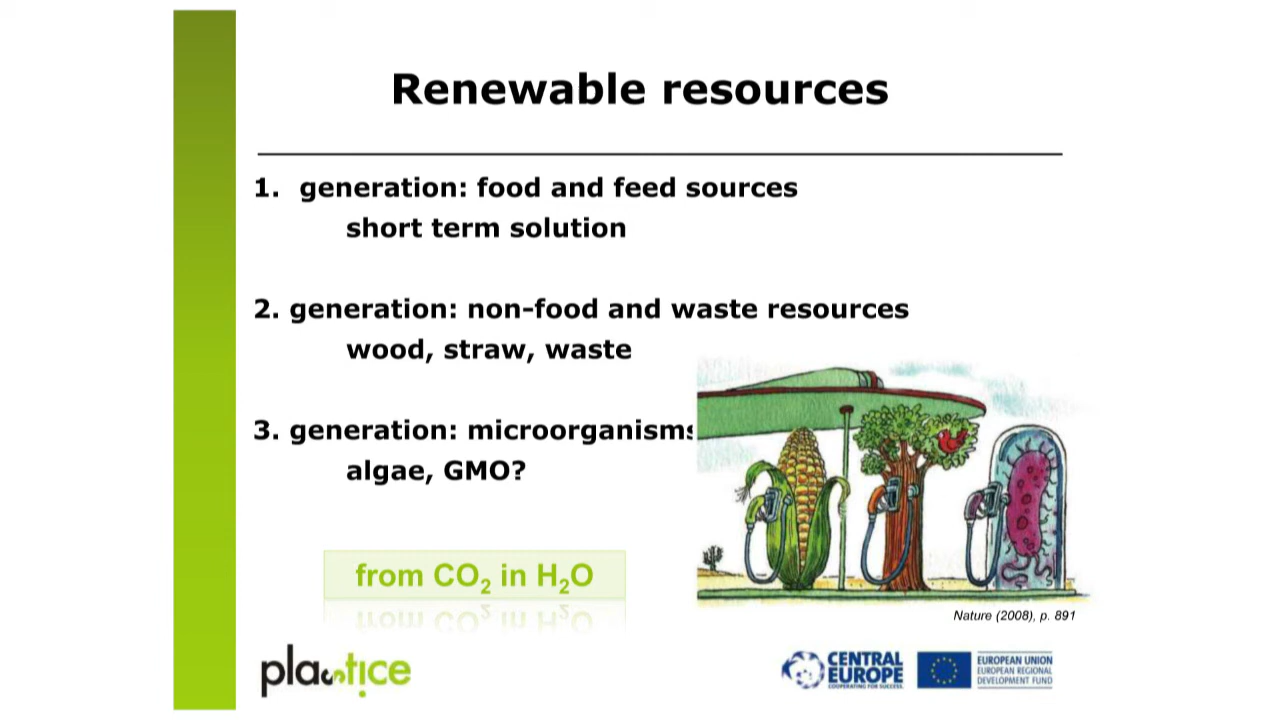 Renewable resources
1. generation: food and feed sources
short term solution
2. generation: non-food and waste resources
wood, straw, waste
3. generation: microorganisms
algae, GMO?
from CO₂ in H₂O
Nature (2008), p. 891
plastice
CENTRAL
EUROPE
COOPERATING FOR SUCCESS.
EUROPEAN UNION
EUROPEAN REGIONAL
DEVELOPMENT FUND